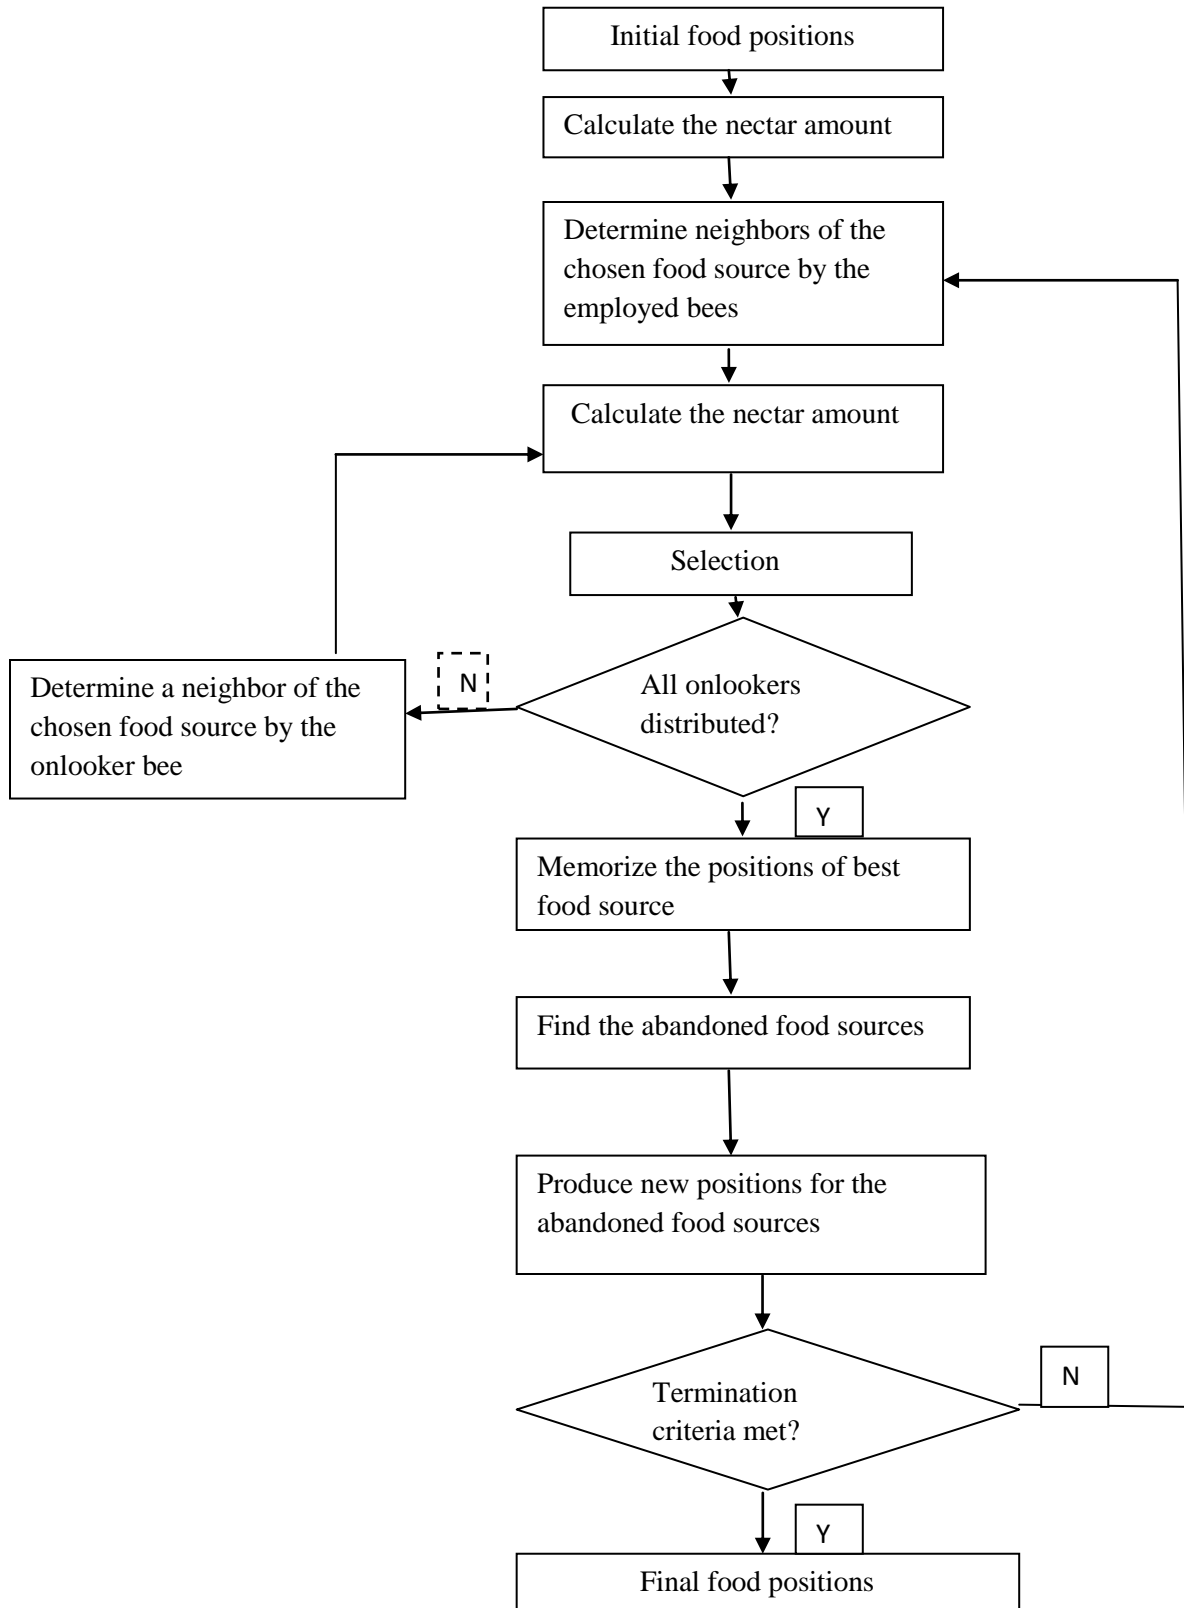 Initial food positions
Calculate the nectar amount
Determine neighbors of the
chosen food source by the
employed bees
Calculate the nectar amount
Selection
All onlookers
distributed?
N
Determine a neighbor of the
chosen food source by the
onlooker bee
Y
Memorize the positions of best
food source
Find the abandoned food sources
Produce new positions for the
abandoned food sources
Termination
criteria met?
N
Y
Final food positions